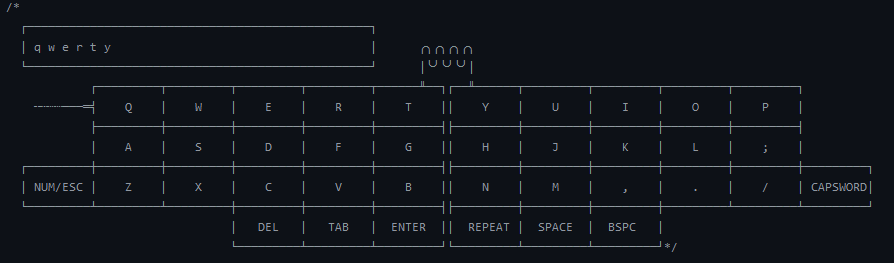 /*
q w e r t y
Q W E R T Y U I O P
A S D F G H J K L ;
NUM/ESC Z X C V B N M , . / CAPSWORD
DEL TAB ENTER REPEAT SPACE BSPC
*/